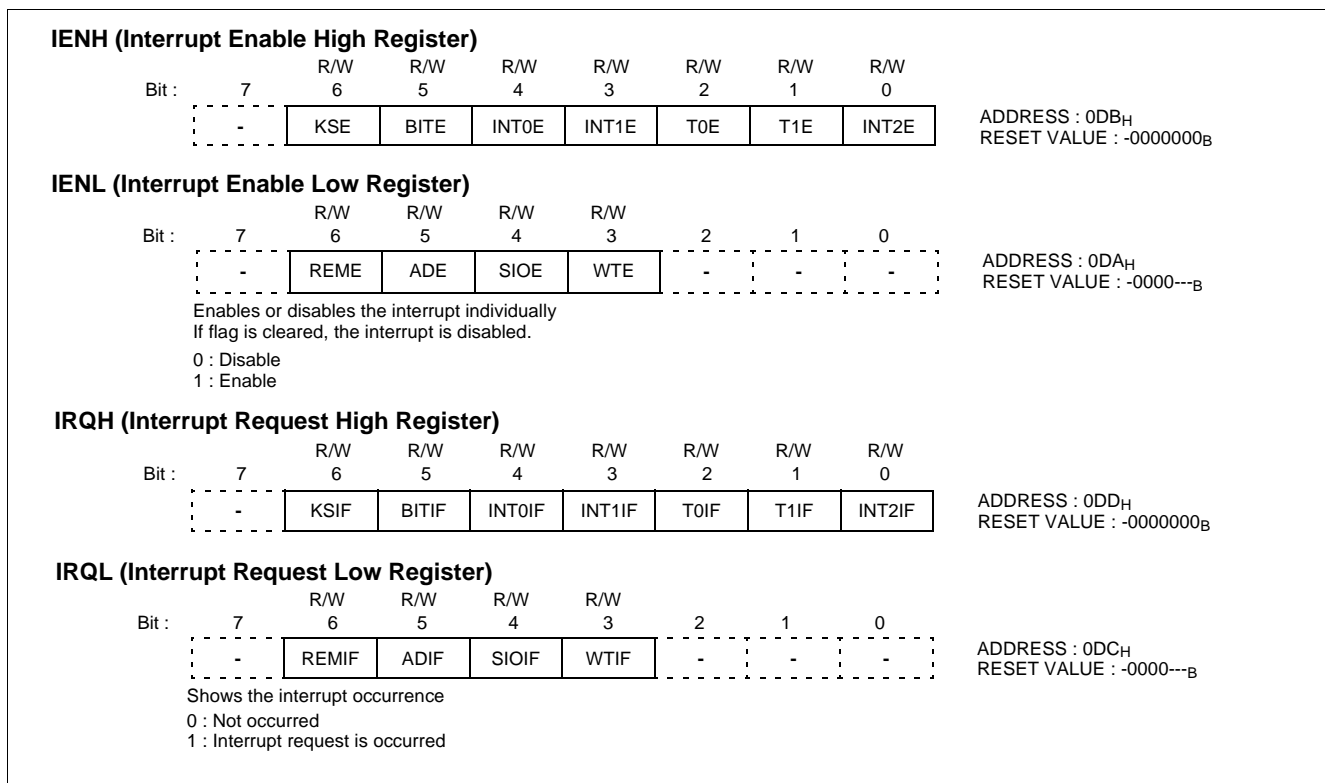 IENH (Interrupt Enable High Register)
R/W R/W R/W R/W R/W R/W R/W
Bit : 7 6 5 4 3 2 1 0
- KSE BITE INT0E INT1E T0E T1E INT2E
ADDRESS : 0DBH
RESET VALUE : -0000000B
IENL (Interrupt Enable Low Register)
R/W R/W R/W R/W
Bit : 7 6 5 4 3 2 1 0
- REME ADE SIOE WTE - - -
ADDRESS : 0DAH
RESET VALUE : -0000---B
Enables or disables the interrupt individually
If flag is cleared, the interrupt is disabled.
0 : Disable
1 : Enable
IRQH (Interrupt Request High Register)
R/W R/W R/W R/W R/W R/W R/W
Bit : 7 6 5 4 3 2 1 0
- KSIF BITIF INT0IF INT1IF T0IF T1IF INT2IF
ADDRESS : 0DDH
RESET VALUE : -0000000B
IRQL (Interrupt Request Low Register)
R/W R/W R/W R/W
Bit : 7 6 5 4 3 2 1 0
- REMIF ADIF SIOIF WTIF - - -
ADDRESS : 0DCH
RESET VALUE : -0000---B
Shows the interrupt occurrence
0 : Not occurred
1 : Interrupt request is occurred